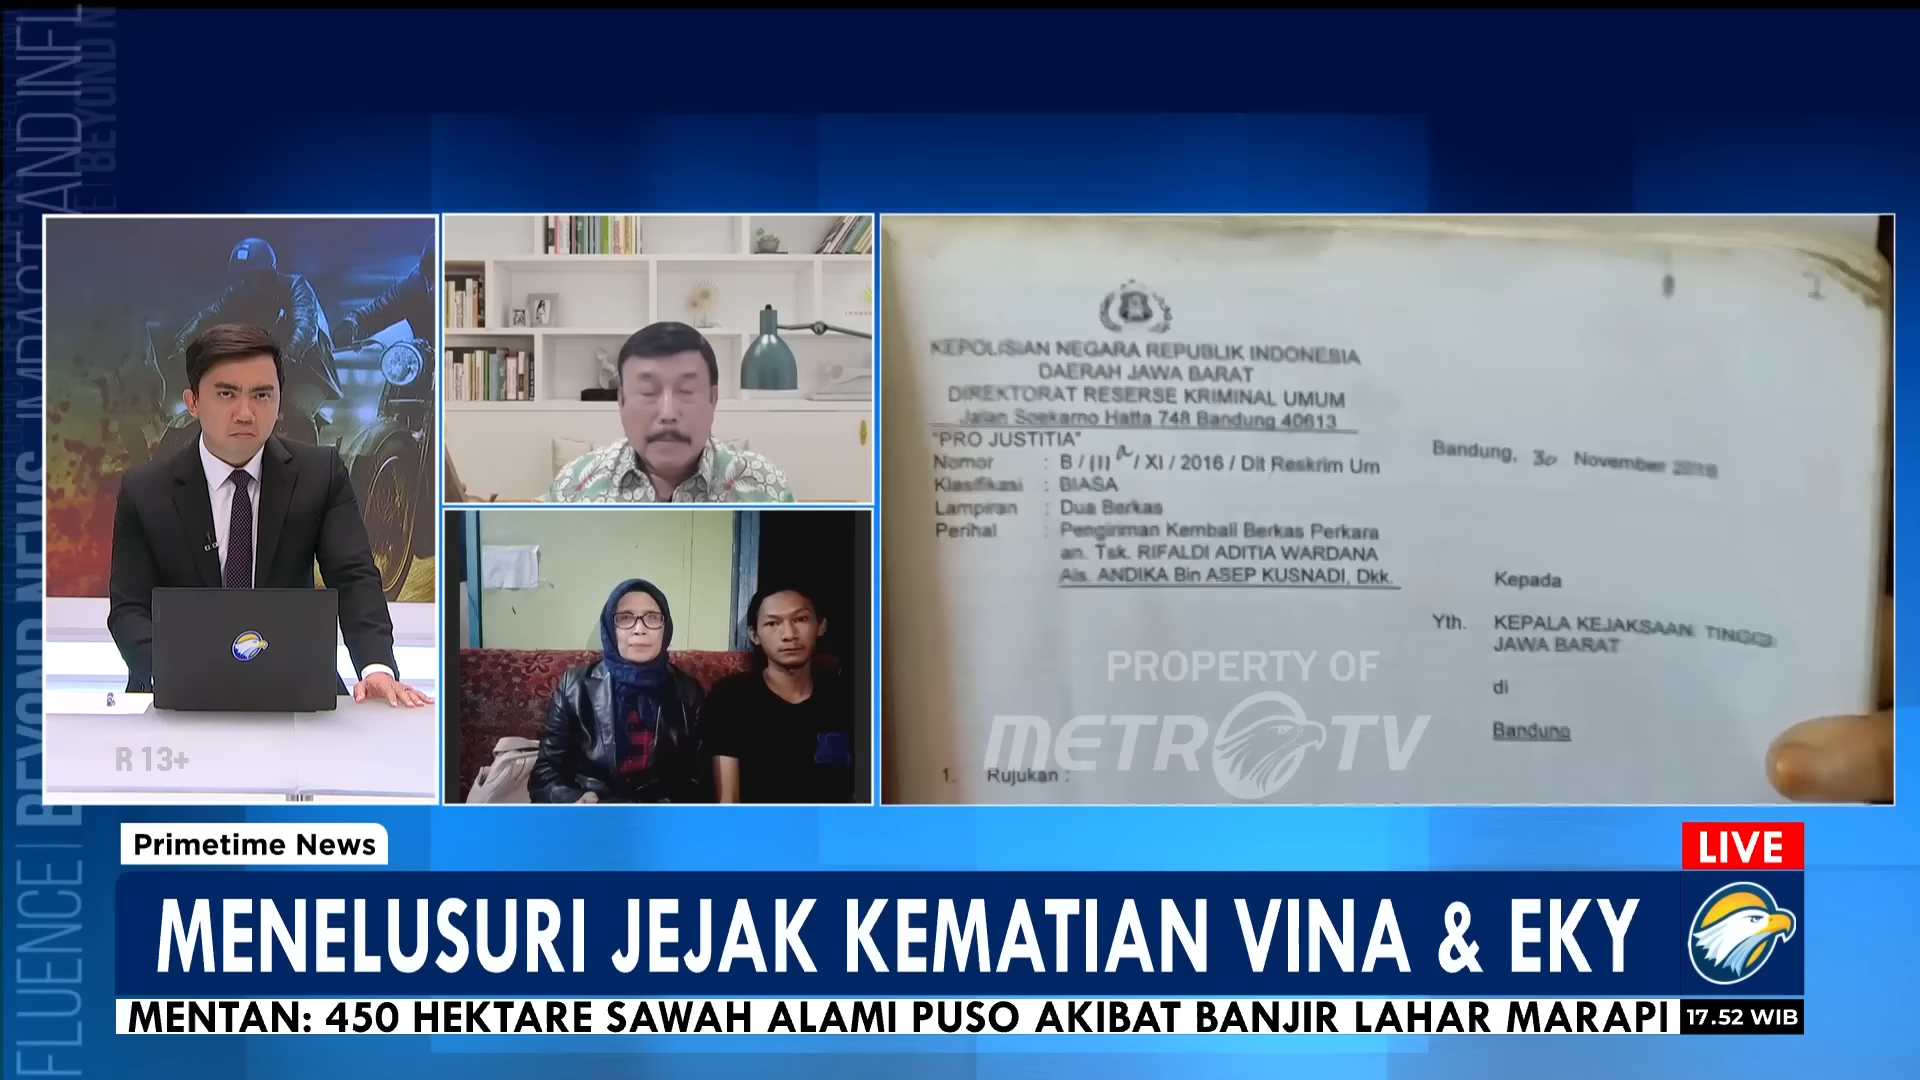 FLUENCE | BEYOND NEWS, IMPACT AND INFL
R 13+
KEPOLISIAN NEGARA REPUBLIK INDONESIA
DAERAH JAWA BARAT
DIREKTORAT RESERSE KRIMINAL UMUM
Jalan Soekarno Hatta 748 Bandung 40613
"PRO JUSTITIA"
Bandung, 30 November 2016
Nomor : B / (11) a / XI / 2016 / Dit Reskrim Um
Klasifikasi : BIASA
Lampiran : Dua Berkas
Perihal : Pengiriman Kembali Berkas Perkara
an. Tsk. RIFALDI ADITIA WARDANA
Als. ANDIKA Bin ASEP KUSNADI, Dkk.
Kepada
Yth. KEPALA KEJAKSAAN TINGGI
JAWA BARAT
di
Bandung
1. Rujukan :
PROPERTY OF
METRO TV
Primetime News
LIVE
MENELUSURI JEJAK KEMATIAN VINA & EKY
MENTAN: 450 HEKTARE SAWAH ALAMI PUSO AKIBAT BANJIR LAHAR MARAPI
17.52 WIB